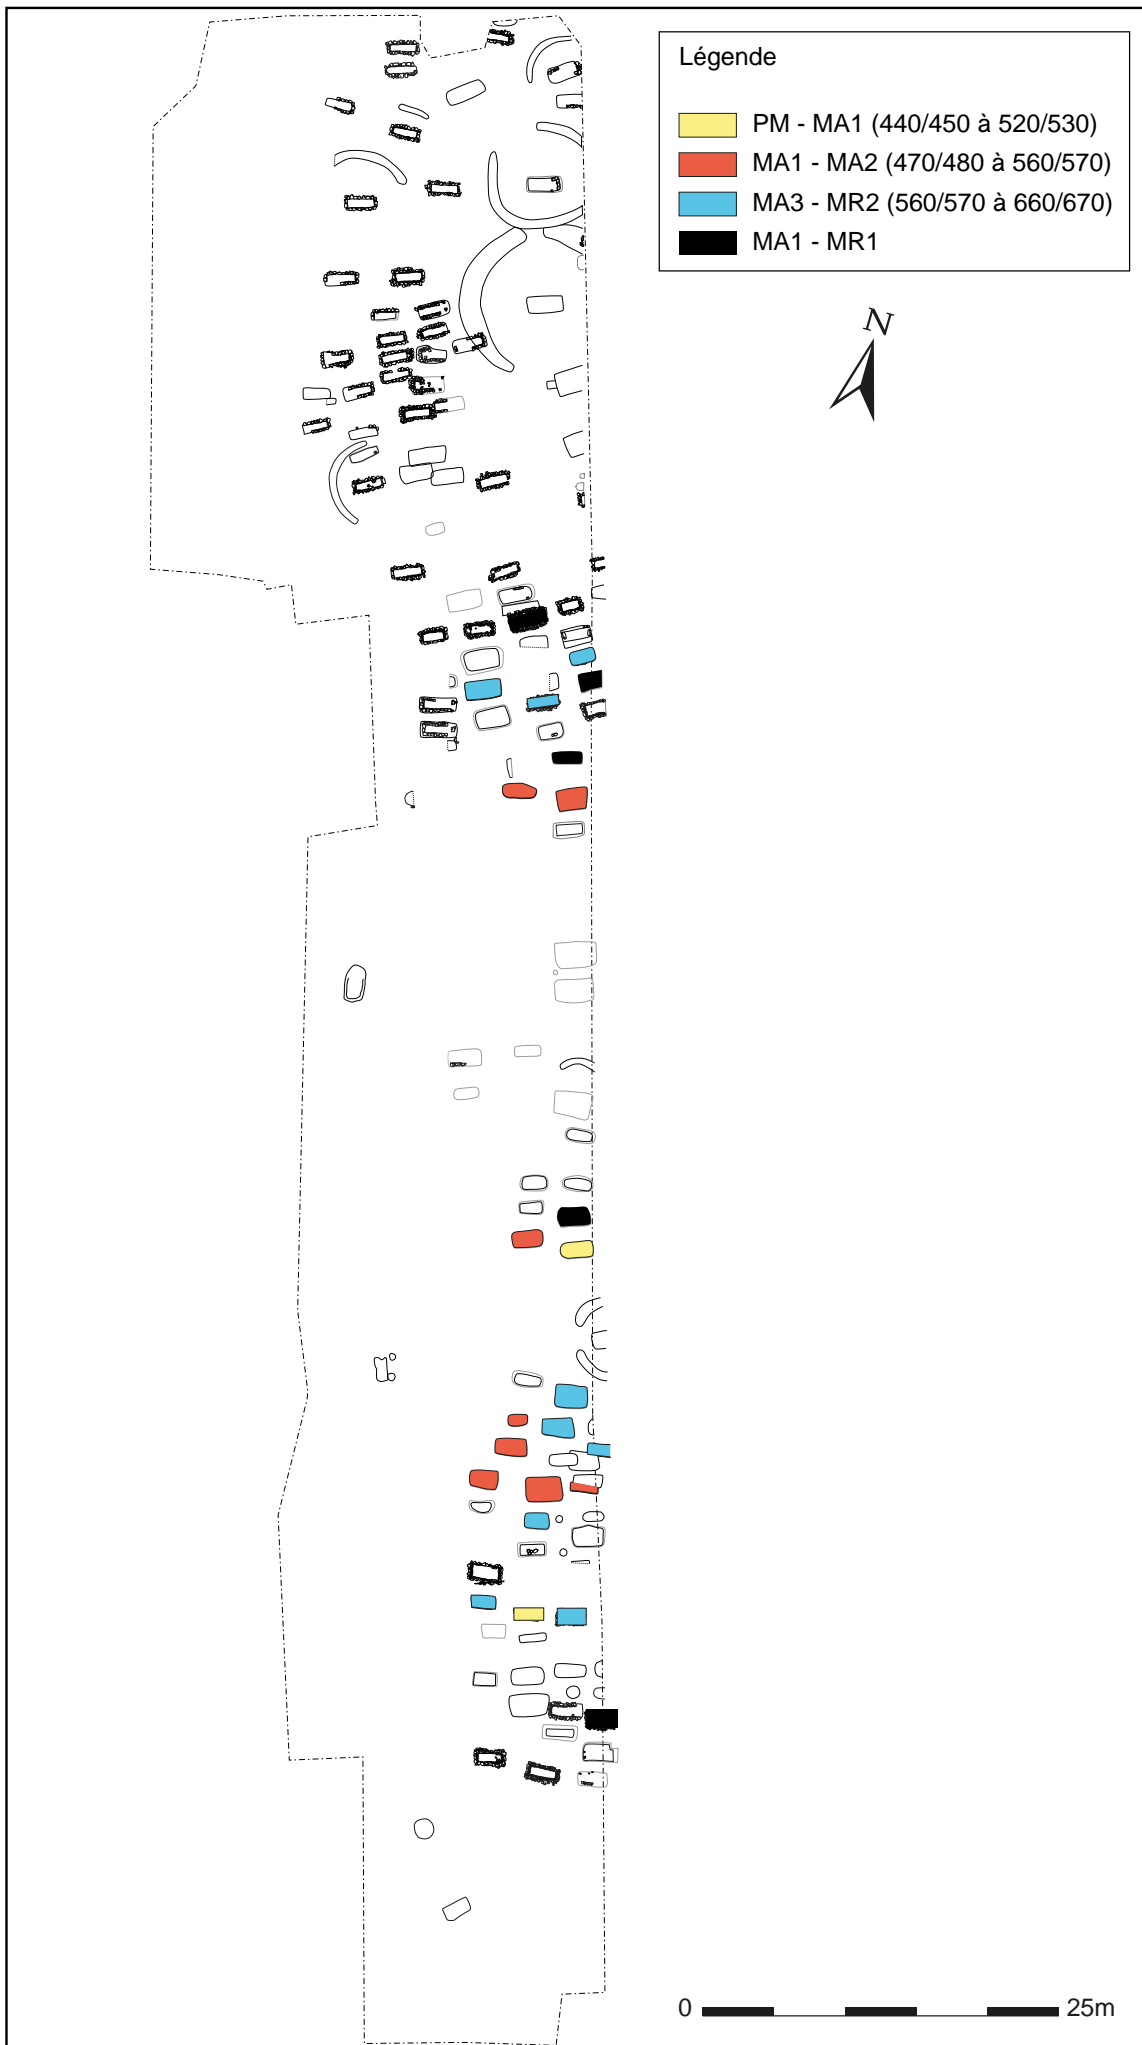 Légende
PM - MA1 (440/450 à 520/530)
MA1 - MA2 (470/480 à 560/570)
MA3 - MR2 (560/570 à 660/670)
MA1 - MR1
N
?
0 25m